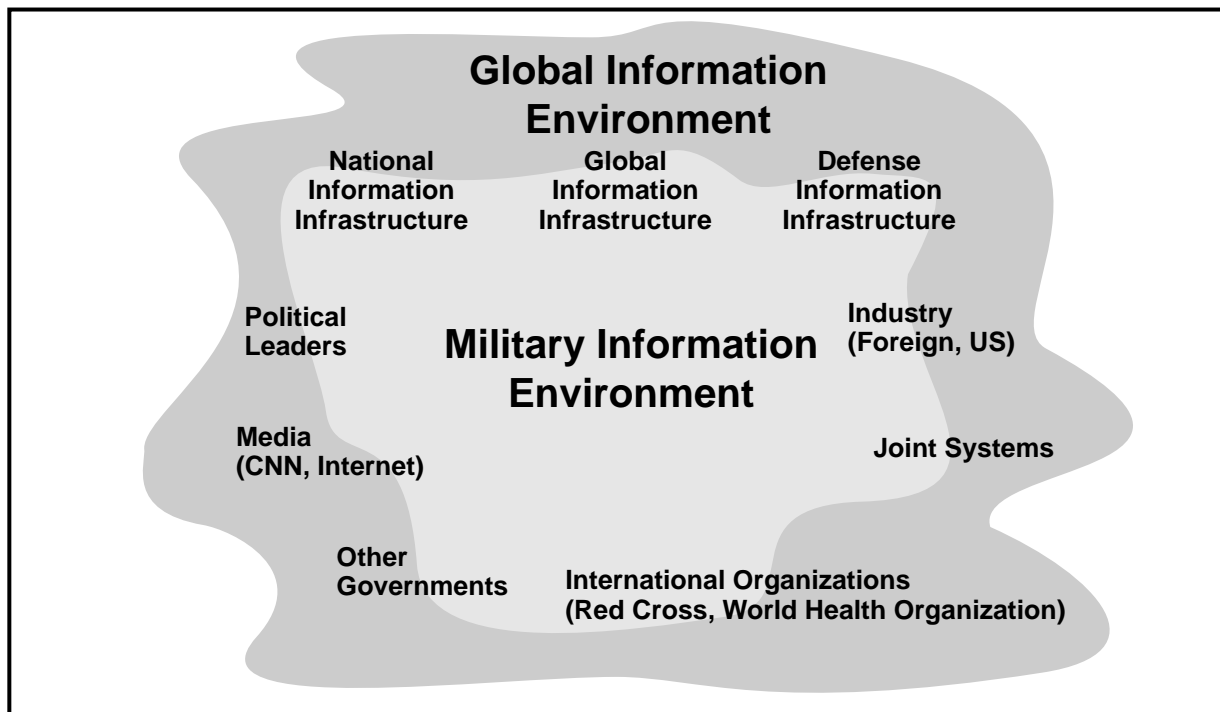 Global Information
Environment
National
Information
Infrastructure
Global
Information
Infrastructure
Defense
Information
Infrastructure
Political
Leaders
Industry
(Foreign, US)
Military Information
Environment
Media
(CNN, Internet)
Joint Systems
Other
Governments
International Organizations
(Red Cross, World Health Organization)